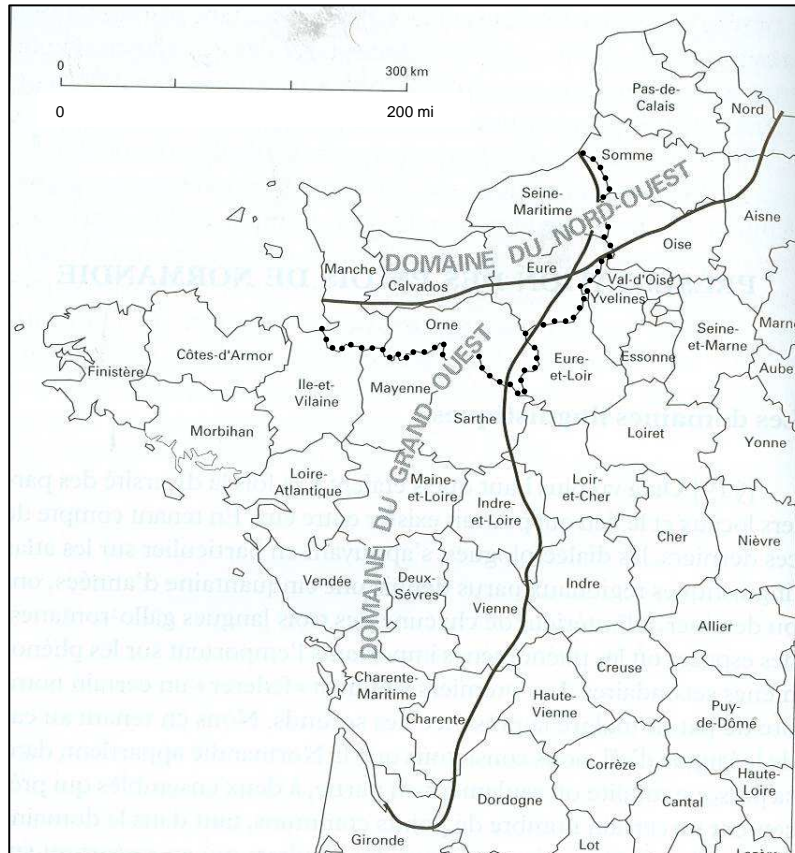 0
300 km
0
200 mi
Pas-de-
Calais
Nord
Somme
Seine-
Maritime
Aisne
DOMAINE DU NORD-OUEST
Oise
Manche
Calvados
Eure
Val-d'Oise
Yvelines
Orne
Seine-
et-Marne
Marne
Côtes-d'Armor
Finistère
Ile-et-
Vilaine
Mayenne
Eure-
et-Loir
Essonne
Aube
Morbihan
Sarthe
Loiret
Yonne
DOMAINE DU GRAND OUEST
Loire-
Atlantique
Maine-
et-Loire
Indre-
et-Loire
Loir-
et-Cher
Cher
Nièvre
Vendée
Deux-
Sèvres
Vienne
Indre
Allier
Charente-
Maritime
Charente
Haute-
Vienne
Creuse
Puy-
de-Dôme
Corrèze
Dordogne
Cantal
Haute-
Loire
Gironde
Lot